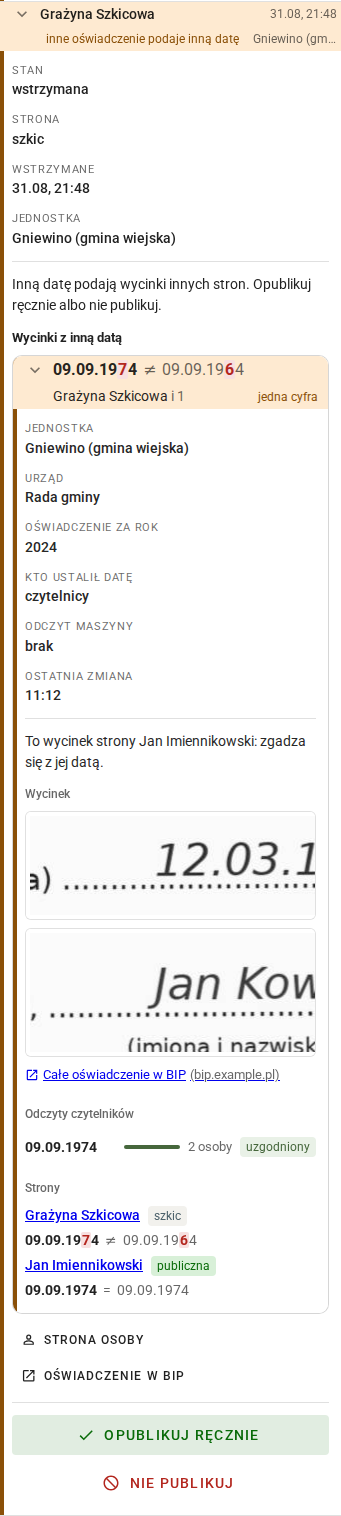 Grażyna Szkicowa 31.08, 21:48
inne oświadczenie podaje inną datę Gniewino (gm…
STAN
wstrzymana
STRONA
szkic
WSTRZYMANE
31.08, 21:48
JEDNOSTKA
Gniewino (gmina wiejska)
Inną datę podają wycinki innych stron. Opublikuj
ręcznie albo nie publikuj.
Wycinki z inną datą
09.09.1974 ≠ 09.09.1964
Grażyna Szkicowa i 1 jedna cyfra
JEDNOSTKA
Gniewino (gmina wiejska)
URZĄD
Rada gminy
OŚWIADCZENIE ZA ROK
2024
KTO USTALIŁ DATĘ
czytelnicy
ODCZYT MASZYNY
brak
OSTATNIA ZMIANA
11:12
To wycinek strony Jan Imiennikowski: zgadza
się z jej datą.
Wycinek
a) .............................. 12.03.1
, .............................. Jan Kow
(imiona i nazwisk
Całe oświadczenie w BIP (bip.example.pl)
Odczyty czytelników
09.09.1974 2 osoby uzgodniony
Strony
Grażyna Szkicowa szkic
09.09.1974 ≠ 09.09.1964
Jan Imiennikowski publiczna
09.09.1974 = 09.09.1974
STRONA OSOBY
OŚWIADCZENIE W BIP
OPUBLIKUJ RĘCZNIE
NIE PUBLIKUJ